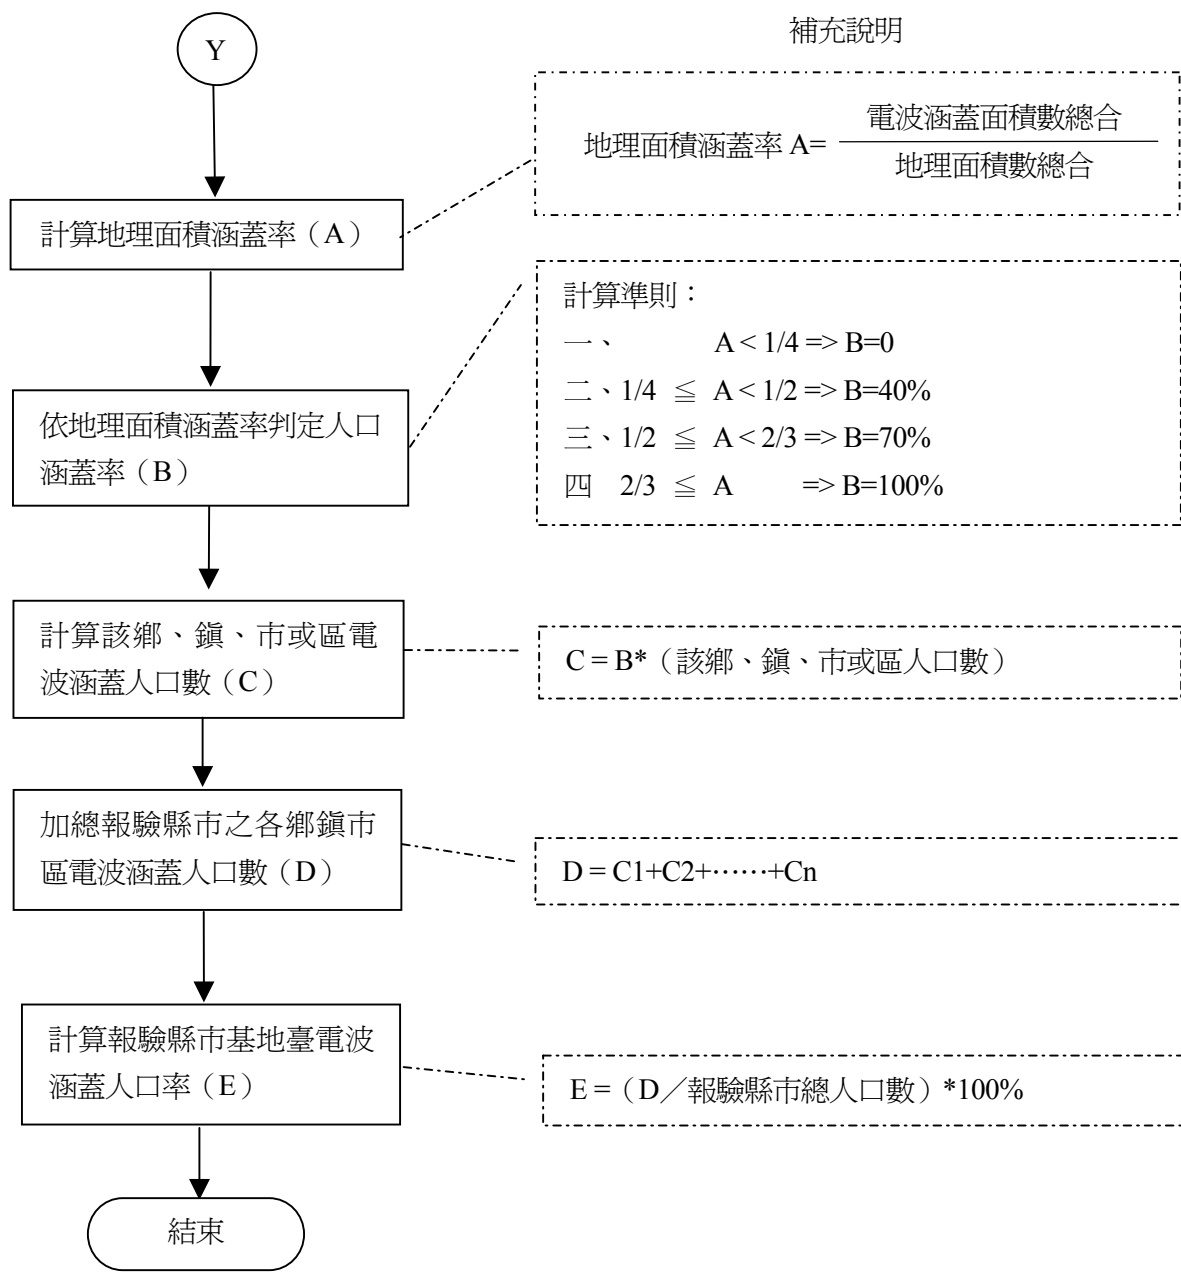 Y
補充說明
電波涵蓋面積數總合
地理面積涵蓋率 A=
地理面積數總合
計算地理面積涵蓋率（A）
計算準則：
一、 A < 1/4 => B=0
二、1/4 ≦ A < 1/2 => B=40%
三、1/2 ≦ A < 2/3 => B=70%
四 2/3 ≦ A => B=100%
依地理面積涵蓋率判定人口
涵蓋率（B）
計算該鄉、鎮、市或區電
波涵蓋人口數（C）
C = B*（該鄉、鎮、市或區人口數）
加總報驗縣市之各鄉鎮市
區電波涵蓋人口數（D）
D = C1+C2+⋯⋯+Cn
計算報驗縣市基地臺電波
涵蓋人口率（E）
E =（D／報驗縣市總人口數）*100%
結束